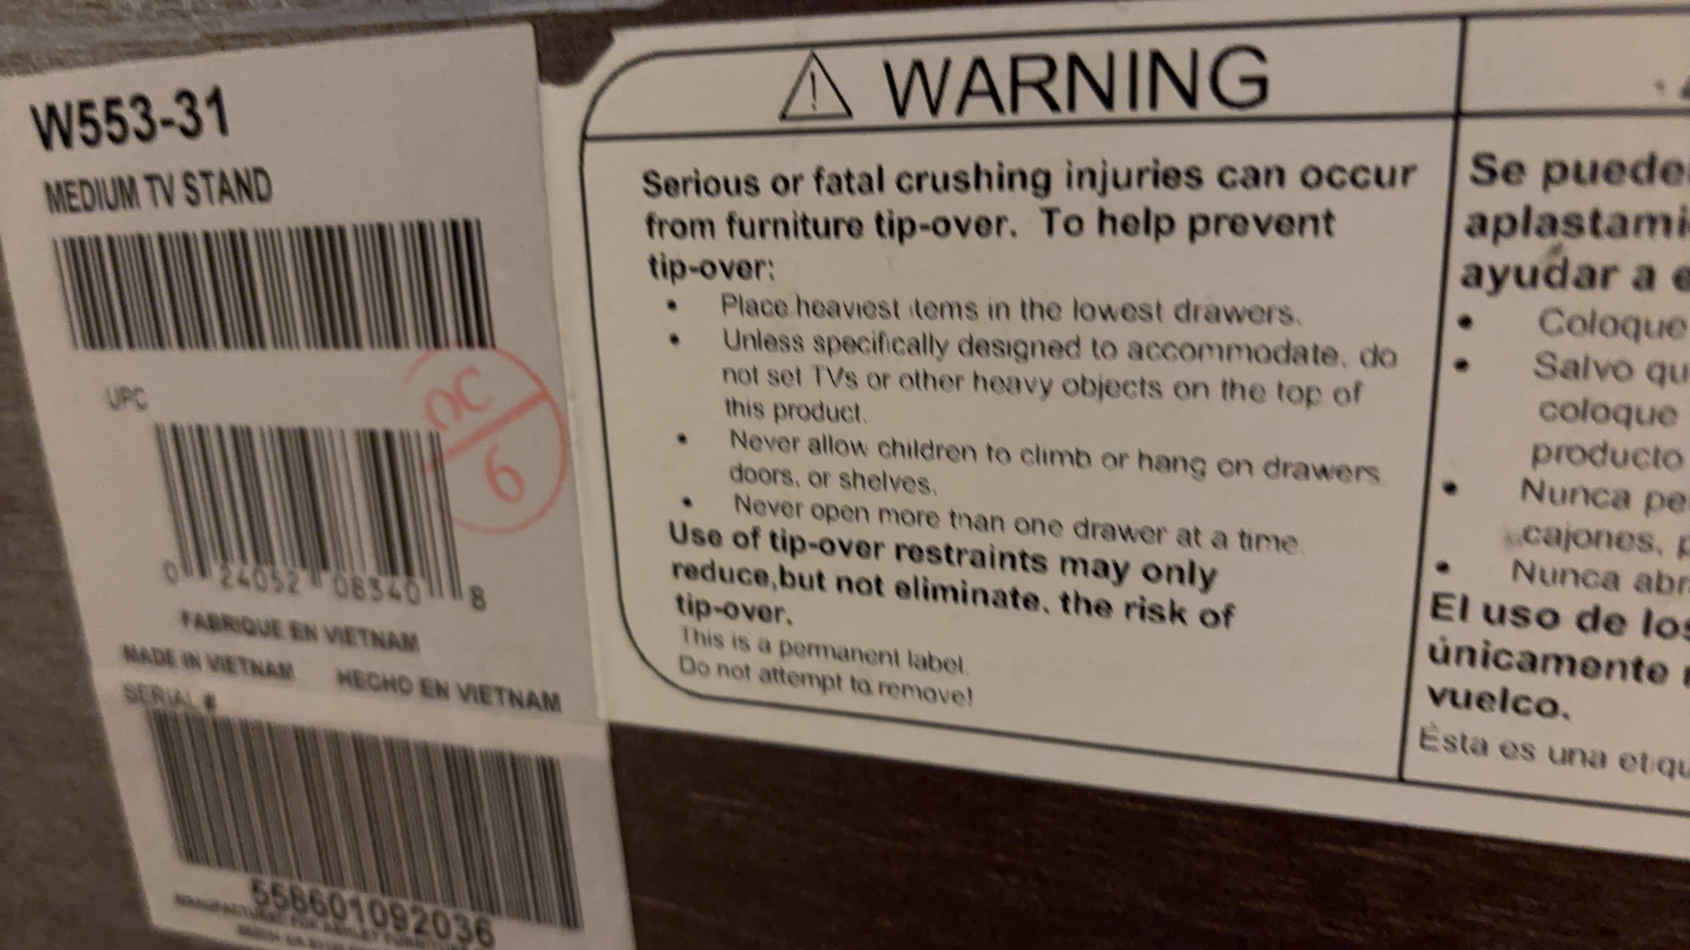 W553-31
MEDIUM TV STAND
UPC
QC
6
0 24052 08340 8
FABRIQUE EN VIETNAM
MADE IN VIETNAM HECHO EN VIETNAM
SERIAL #
558601092036
WARNING
Serious or fatal crushing injuries can occur
from furniture tip-over. To help prevent
tip-over:
• Place heaviest items in the lowest drawers.
• Unless specifically designed to accommodate, do
not set TVs or other heavy objects on the top of
this product.
• Never allow children to climb or hang on drawers
doors, or shelves.
• Never open more than one drawer at a time.
Use of tip-over restraints may only
reduce,but not eliminate, the risk of
tip-over.
This is a permanent label.
Do not attempt to remove!
Se puede
aplastami
ayudar a e
• Coloque
• Salvo qu
coloque
producto
• Nunca pe
cajones, p
• Nunca abr
El uso de los
únicamente
vuelco.
Ésta es una etiqu